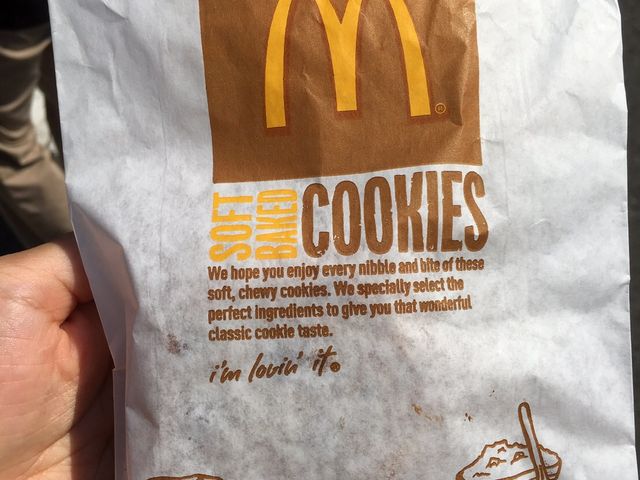 M
®
SOFT
BAKED
COOKIES
We hope you enjoy every nibble and bite of these
soft, chewy cookies. We specially select the
perfect ingredients to give you that wonderful
classic cookie taste.
i'm lovin' it®